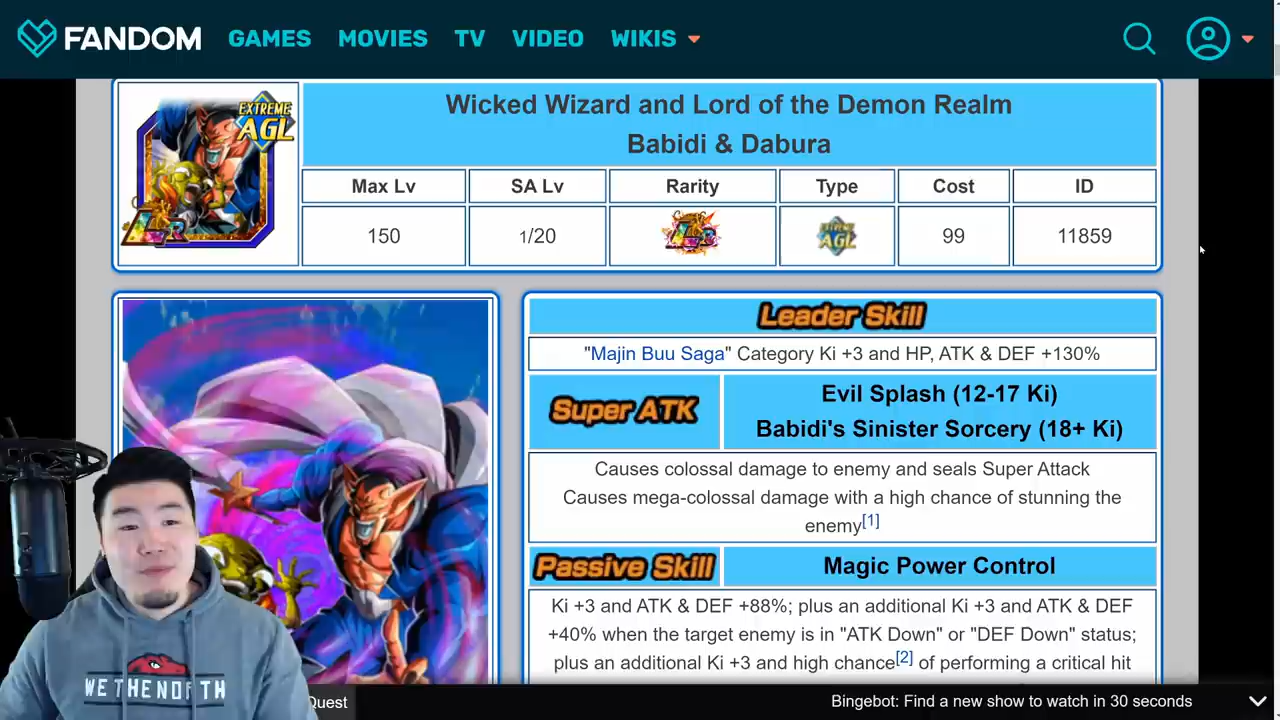 FANDOM GAMES MOVIES TV VIDEO WIKIS
EXTREME
AGL
LR
Wicked Wizard and Lord of the Demon Realm
Babidi & Dabura
Max Lv SA Lv Rarity Type Cost ID
150 1/20 LR EXTREME AGL 99 11859
Leader Skill
"Majin Buu Saga" Category Ki +3 and HP, ATK & DEF +130%
Super ATK
Evil Splash (12-17 Ki)
Babidi's Sinister Sorcery (18+ Ki)
Causes colossal damage to enemy and seals Super Attack
Causes mega-colossal damage with a high chance of stunning the
enemy[1]
Passive Skill Magic Power Control
Ki +3 and ATK & DEF +88%; plus an additional Ki +3 and ATK & DEF
+40% when the target enemy is in "ATK Down" or "DEF Down" status;
plus an additional Ki +3 and high chance[2] of performing a critical hit
WE THE NORTH
Quest
Bingebot: Find a new show to watch in 30 seconds